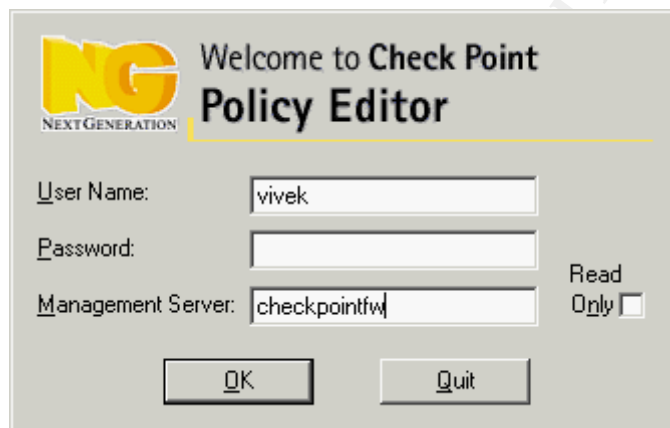 NG
NEXTGENERATION
Welcome to Check Point
Policy Editor
User Name:
vivek
Password:
Management Server:
checkpointfw
Read
Only
OK
Quit